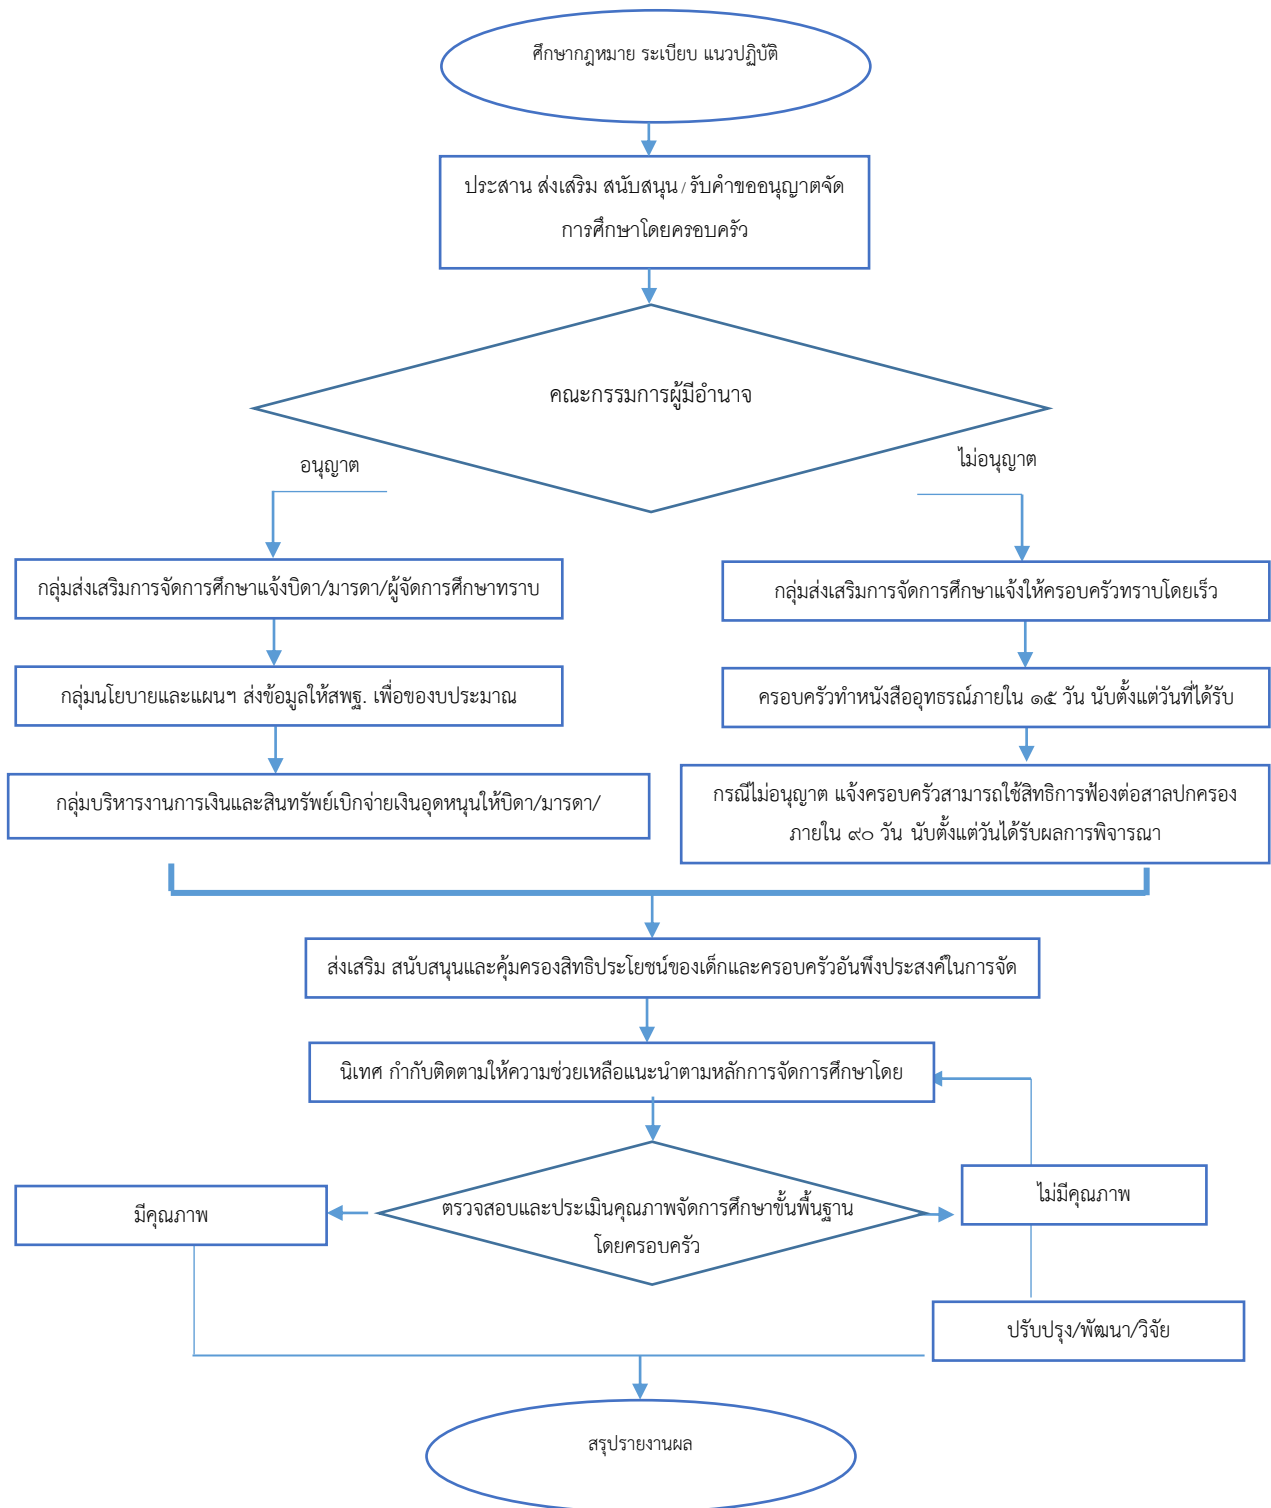 ศึกษากฎหมาย ระเบียบ แนวปฏิบัติ
ประสาน ส่งเสริม สนับสนุน / รับคำขออนุญาตจัด
การศึกษาโดยครอบครัว
คณะกรรมการผู้มีอำนาจ
อนุญาต
ไม่อนุญาต
กลุ่มส่งเสริมการจัดการศึกษาแจ้งบิดา/มารดา/ผู้จัดการศึกษาทราบ
กลุ่มส่งเสริมการจัดการศึกษาแจ้งให้ครอบครัวทราบโดยเร็ว
กลุ่มนโยบายและแผนฯ ส่งข้อมูลให้สพฐ. เพื่อของบประมาณ
ครอบครัวทำหนังสืออุทธรณ์ภายใน ๑๕ วัน นับตั้งแต่วันที่ได้รับ
กลุ่มบริหารงานการเงินและสินทรัพย์เบิกจ่ายเงินอุดหนุนให้บิดา/มารดา/
กรณีไม่อนุญาต แจ้งครอบครัวสามารถใช้สิทธิการฟ้องต่อสาลปกครอง
ภายใน ๙๐ วัน นับตั้งแต่วันได้รับผลการพิจารณา
ส่งเสริม สนับสนุนและคุ้มครองสิทธิประโยชน์ของเด็กและครอบครัวอันพึงประสงค์ในการจัด
นิเทศ กำกับติดตามให้ความช่วยเหลือแนะนำตามหลักการจัดการศึกษาโดย
ไม่มีคุณภาพ
มีคุณภาพ
ตรวจสอบและประเมินคุณภาพจัดการศึกษาขั้นพื้นฐาน
โดยครอบครัว
ปรับปรุง/พัฒนา/วิจัย
สรุปรายงานผล